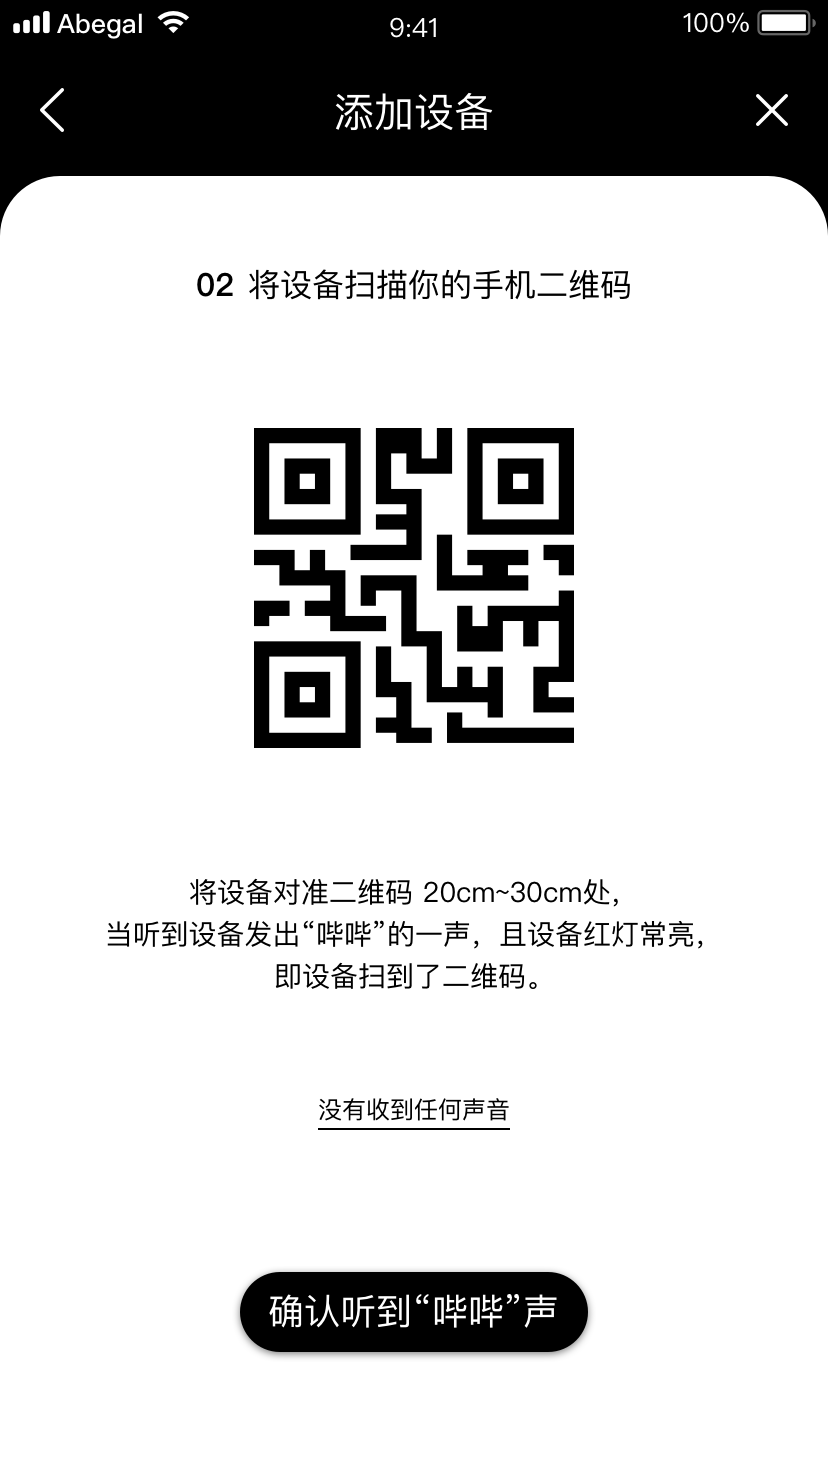 Abegal
9:41
100%
添加设备
02 将设备扫描你的手机二维码
将设备对准二维码 20cm~30cm处，
当听到设备发出“哔哔”的一声，且设备红灯常亮，
即设备扫到了二维码。
没有收到任何声音
确认听到“哔哔”声